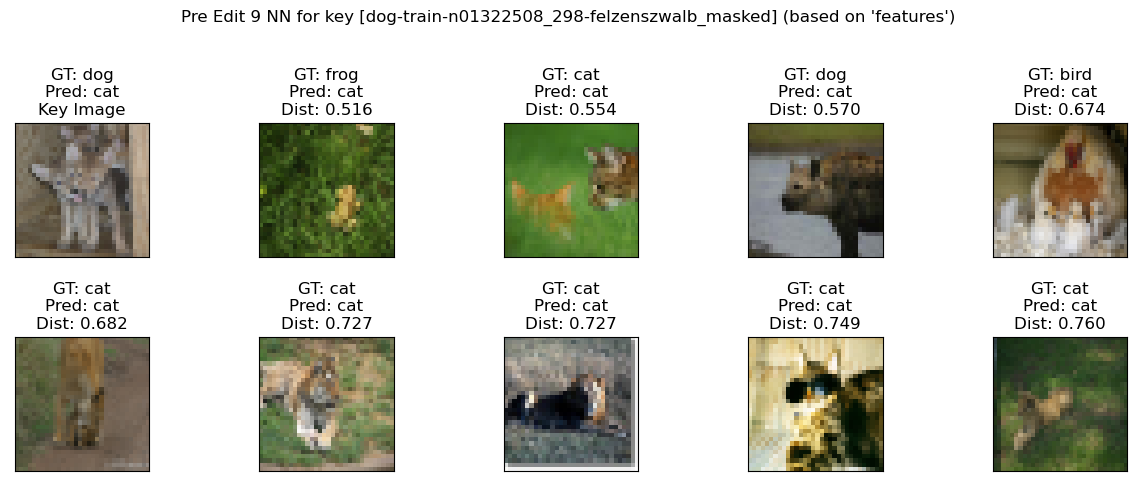 Pre Edit 9 NN for key [dog-train-n01322508_298-felzenszwalb_masked] (based on 'features')
GT: dog
Pred: cat
Key Image
GT: frog
Pred: cat
Dist: 0.516
GT: cat
Pred: cat
Dist: 0.554
GT: dog
Pred: cat
Dist: 0.570
GT: bird
Pred: cat
Dist: 0.674
GT: cat
Pred: cat
Dist: 0.682
GT: cat
Pred: cat
Dist: 0.727
GT: cat
Pred: cat
Dist: 0.727
GT: cat
Pred: cat
Dist: 0.749
GT: cat
Pred: cat
Dist: 0.760